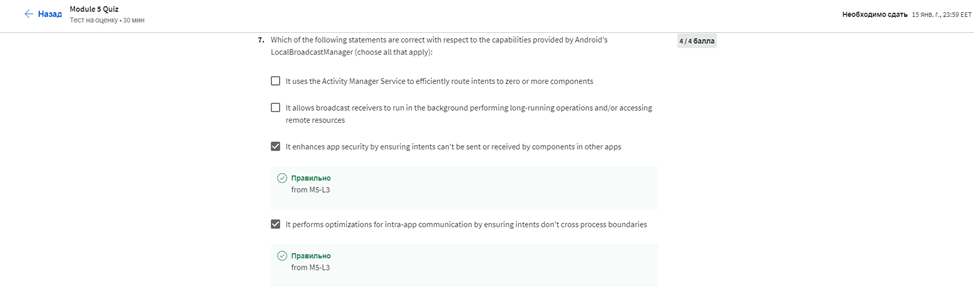 Назад
Module 5 Quiz
Тест на оценку • 30 мин
Необходимо сдать 15 янв. г., 23:59 EET
7. Which of the following statements are correct with respect to the capabilities provided by Android's
LocalBroadcastManager (choose all that apply):
4 / 4 балла
It uses the Activity Manager Service to efficiently route intents to zero or more components
It allows broadcast receivers to run in the background performing long-running operations and/or accessing
remote resources
It enhances app security by ensuring intents can't be sent or received by components in other apps
Правильно
from M5-L3
It performs optimizations for intra-app communication by ensuring intents don't cross process boundaries
Правильно
from M5-L3